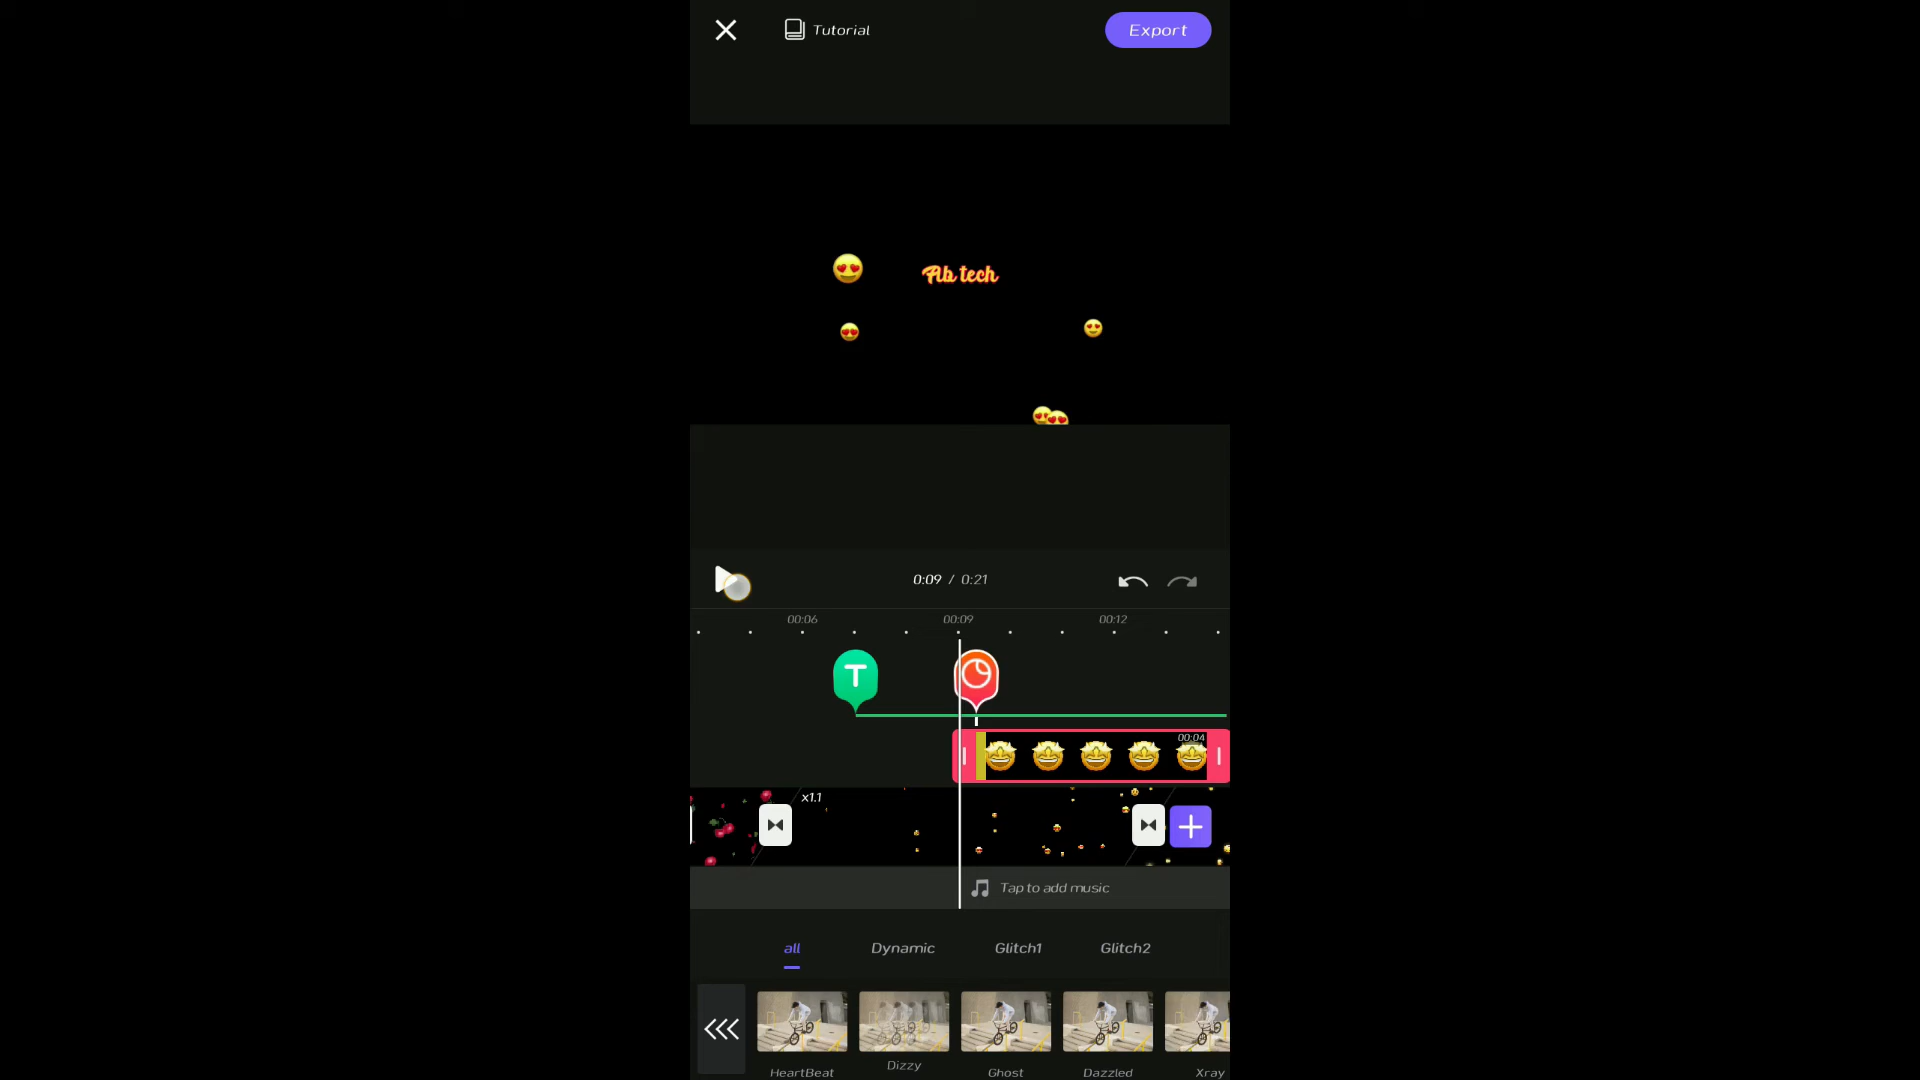 Tutorial
Export
Ab tech
0:09 / 0:21
00:06
00:09
00:12
T
00:04
x1.1
Tap to add music
all
Dynamic
Glitch1
Glitch2
HeartBeat
Dizzy
Ghost
Dazzled
Xray